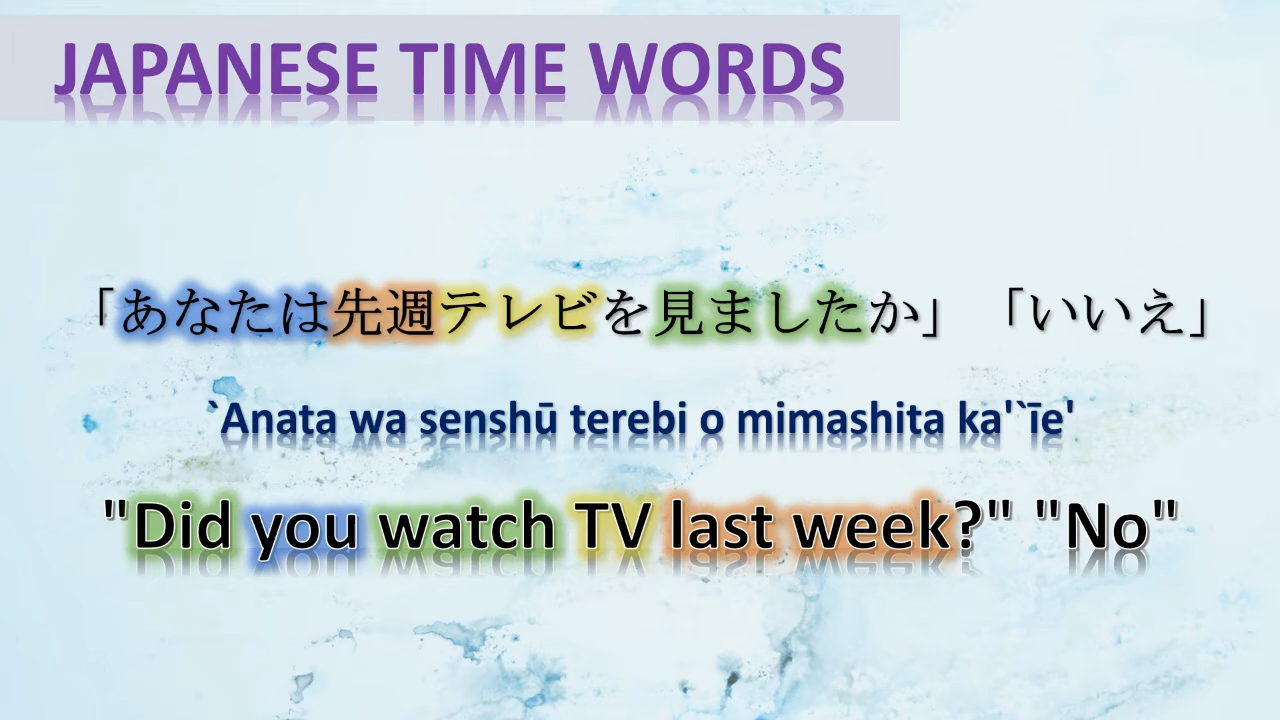 JAPANESE TIME WORDS
「あなたは先週テレビを見ましたか」「いいえ」
`Anata wa senshū terebi o mimashita ka'`īe'
"Did you watch TV last week?" "No"